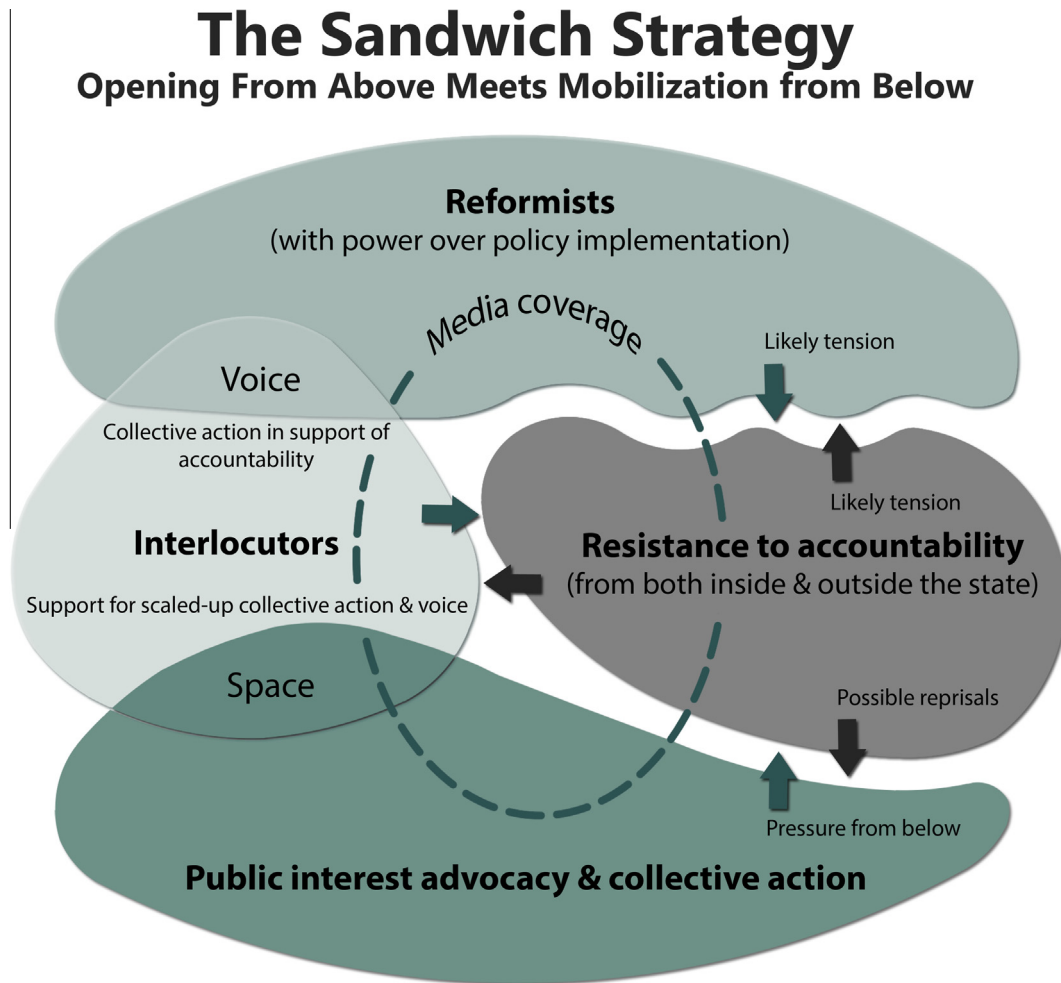 The Sandwich Strategy
Opening From Above Meets Mobilization from Below
Reformists
(with power over policy implementation)
Media coverage
Likely tension
Voice
Collective action in support of
accountability
Likely tension
Interlocutors
Resistance to accountability
(from both inside & outside the state)
Support for scaled-up collective action & voice
Space
Possible reprisals
Pressure from below
Public interest advocacy & collective action